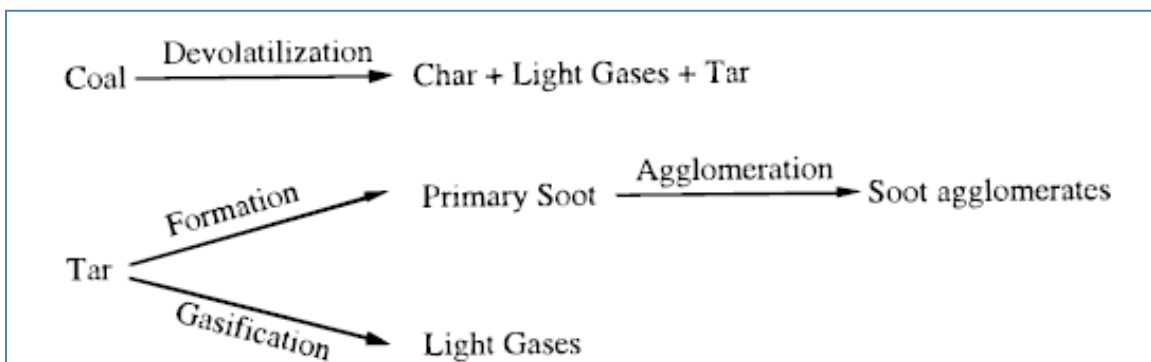 Devolatilization
Coal
Char + Light Gases + Tar
Agglomeration
Formation
Primary Soot
Soot agglomerates
Tar
Gasification
Light Gases